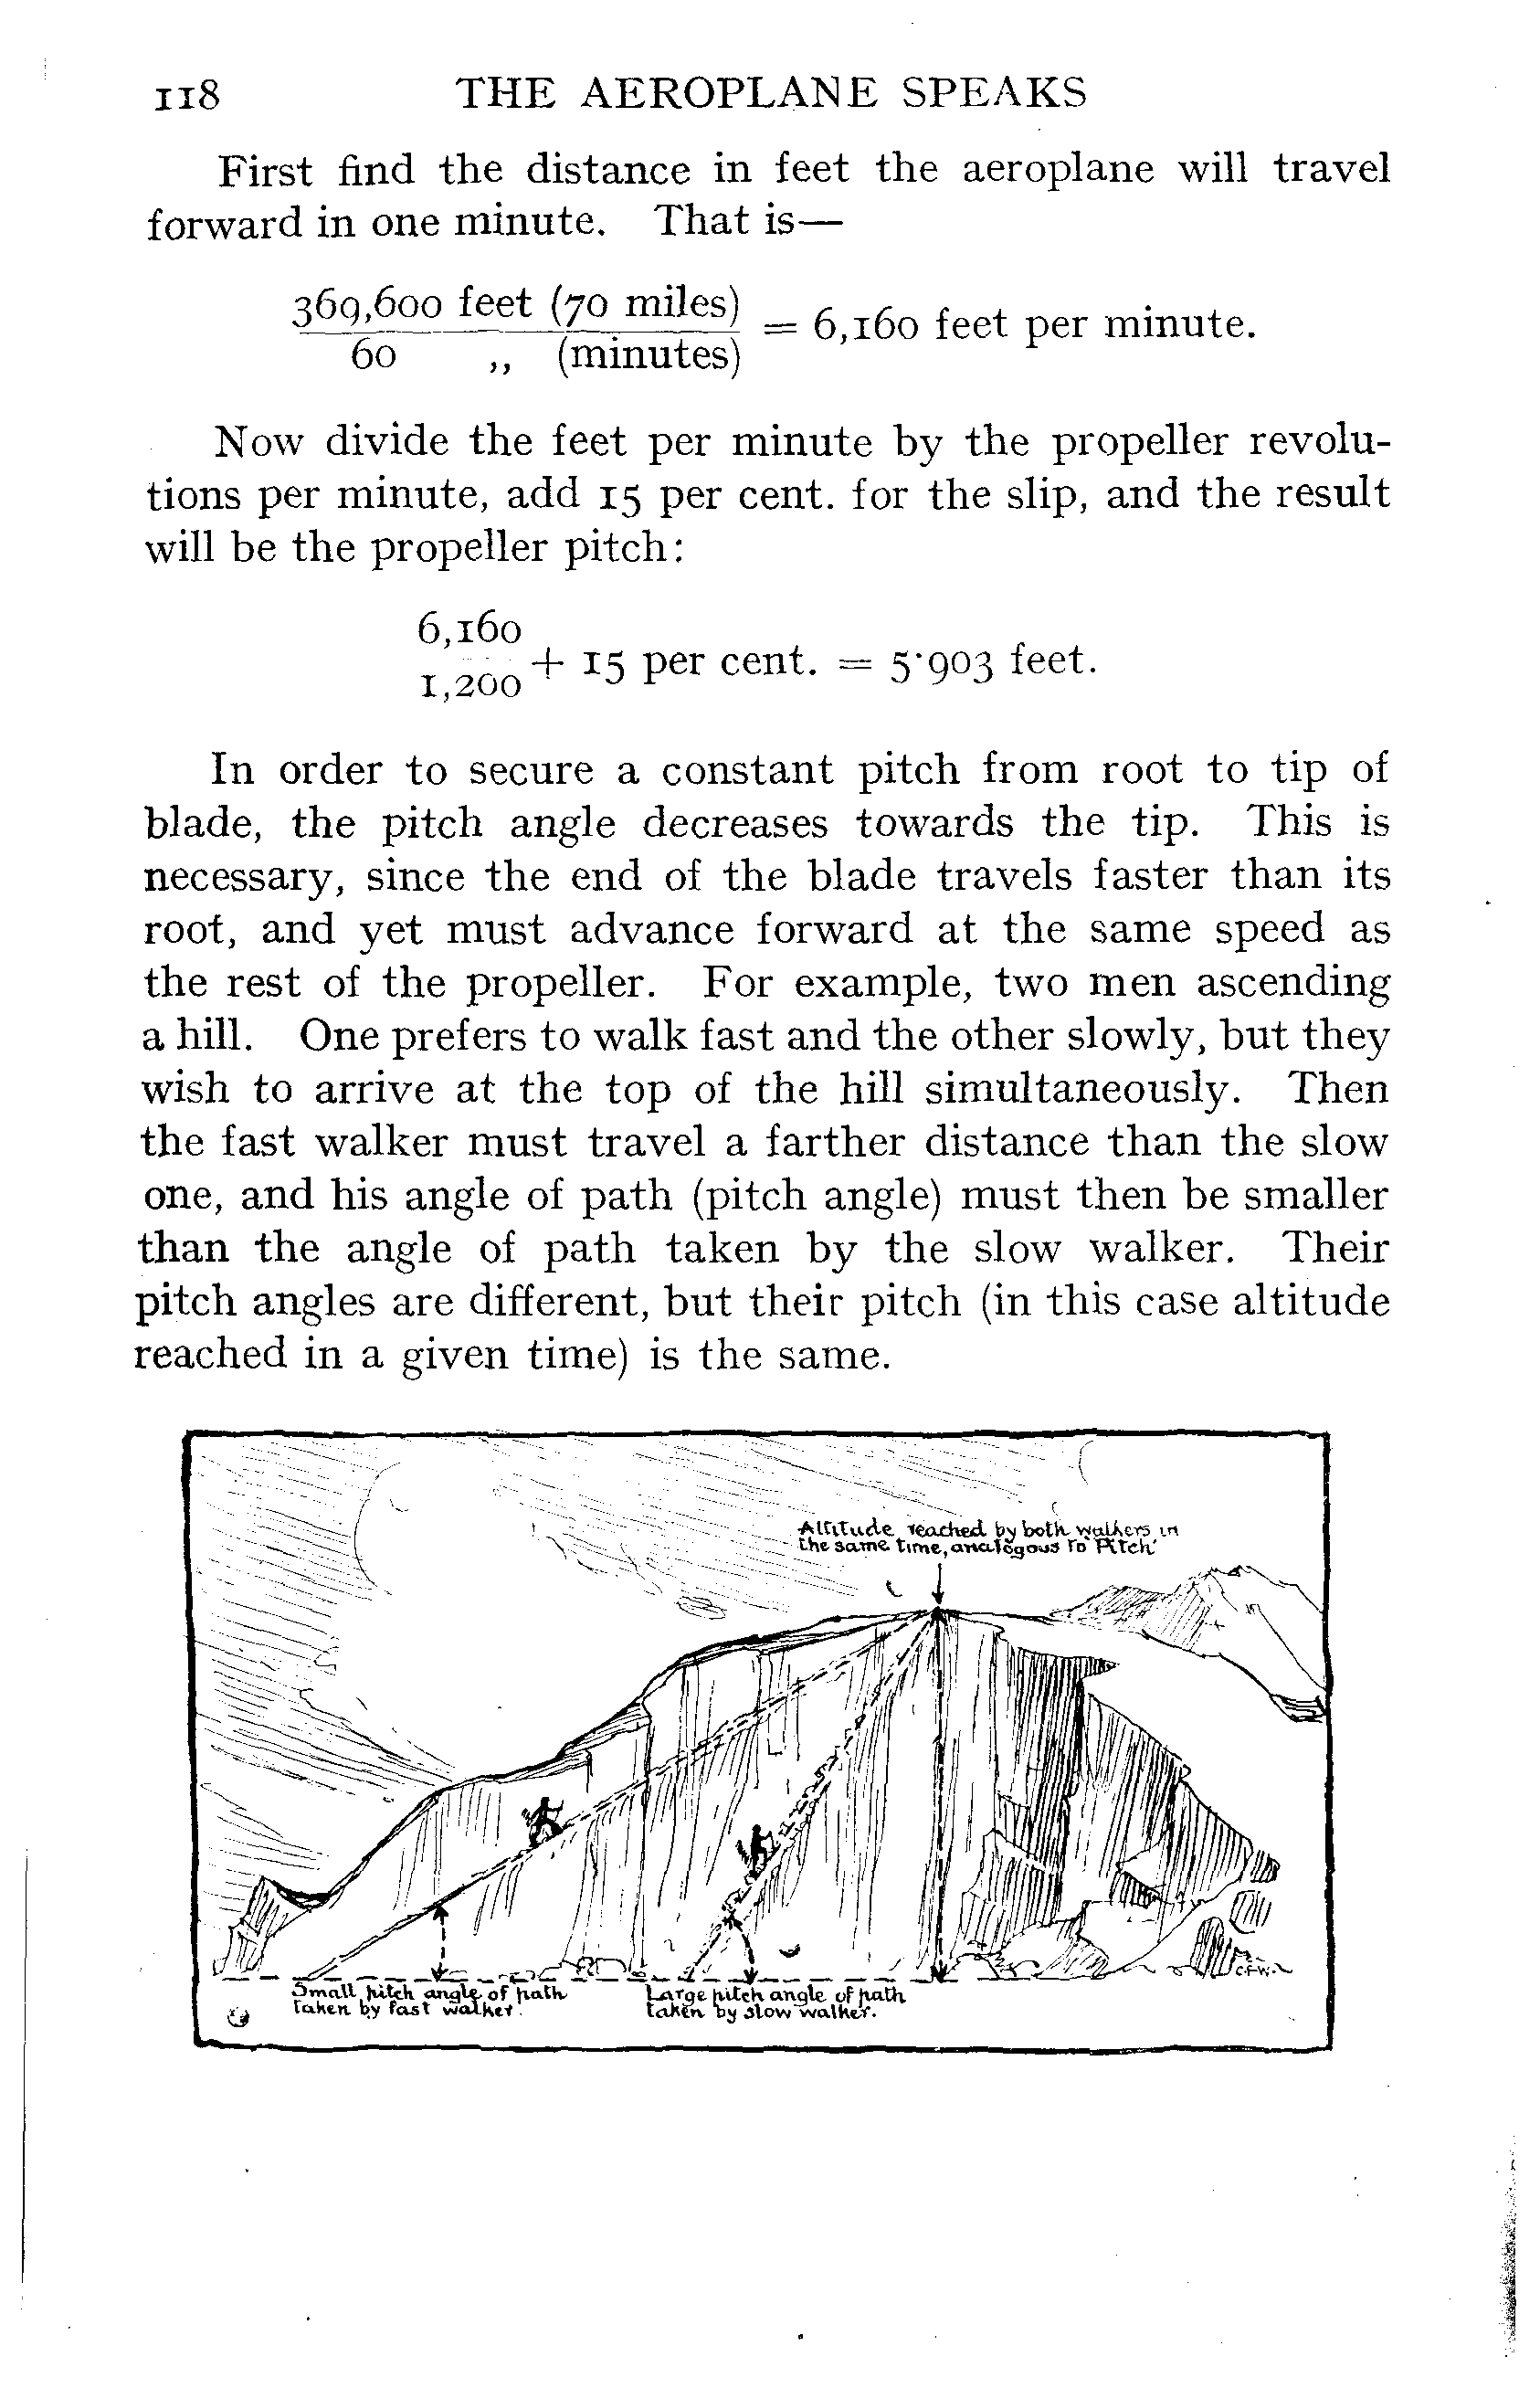 118 THE AEROPLANE SPEAKS
First find the distance in feet the aeroplane will travel
forward in one minute. That is—
369,600 feet (70 miles)
60 ,, (minutes)
= 6,160 feet per minute.
Now divide the feet per minute by the propeller revolu-
tions per minute, add 15 per cent. for the slip, and the result
will be the propeller pitch:
6,160
1,200
+ 15 per cent. = 5·903 feet.
In order to secure a constant pitch from root to tip of
blade, the pitch angle decreases towards the tip. This is
necessary, since the end of the blade travels faster than its
root, and yet must advance forward at the same speed as
the rest of the propeller. For example, two men ascending
a hill. One prefers to walk fast and the other slowly, but they
wish to arrive at the top of the hill simultaneously. Then
the fast walker must travel a farther distance than the slow
one, and his angle of path (pitch angle) must then be smaller
than the angle of path taken by the slow walker. Their
pitch angles are different, but their pitch (in this case altitude
reached in a given time) is the same.
Altitude reached by both walkers in
the same time, analogous to 'Pitch'
Small pitch angle of path
taken by fast walker.
Large pitch angle of path
taken by slow walker.